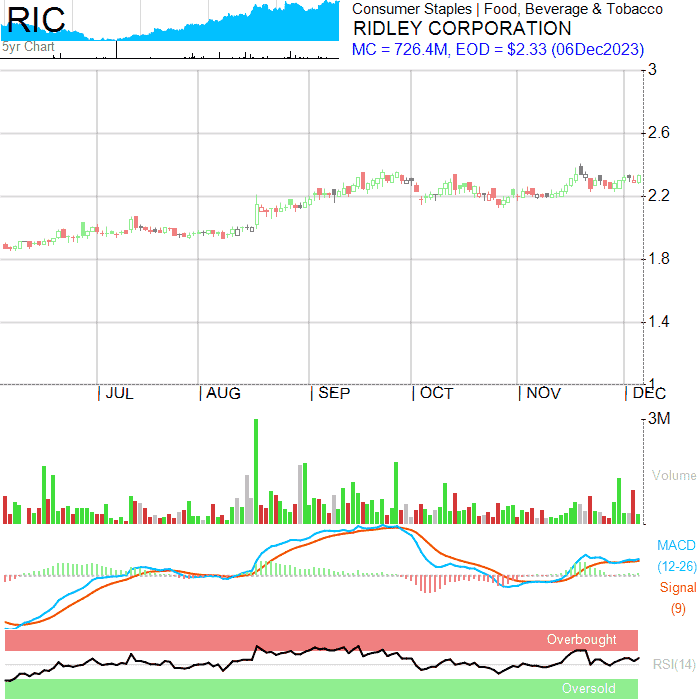 RIC
5yr Chart
Consumer Staples | Food, Beverage & Tobacco
RIDLEY CORPORATION
MC = 726.4M, EOD = $2.33 (06Dec2023)
3
2.6
2.2
1.8
1.4
1
JUL AUG SEP OCT NOV DEC
3M
Volume
MACD
(12-26)
Signal
(9)
Overbought
RSI(14)
Oversold